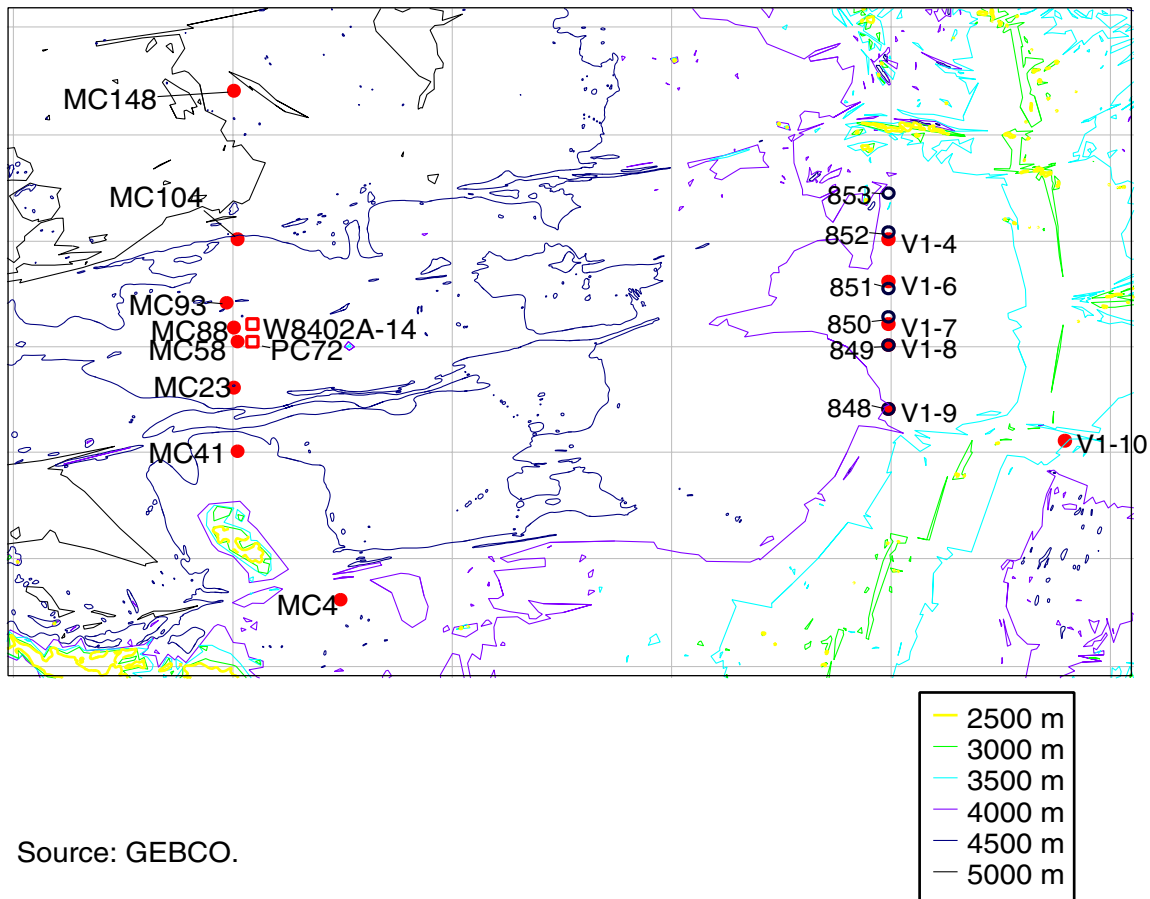 MC148
MC104
853
852
V1-4
MC93
851
V1-6
MC88
W8402A-14
850
V1-7
MC58
PC72
849
V1-8
MC23
848
V1-9
MC41
V1-10
MC4
2500 m
3000 m
3500 m
4000 m
4500 m
5000 m
Source: GEBCO.